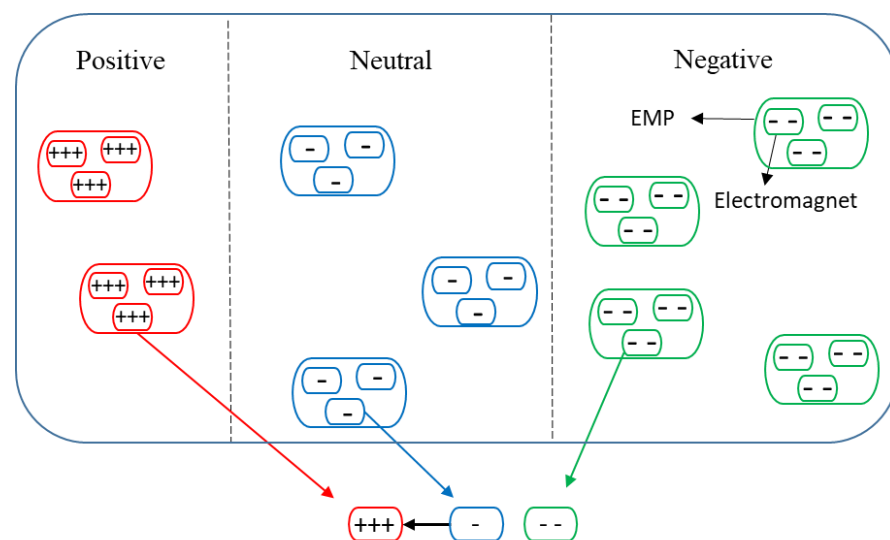 Positive
Neutral
Negative
+++ +++
+++
- -
-
EMP
- - - -
- -
- - - -
- -
Electromagnet
+++ +++
+++
- -
-
- - - -
- -
- -
-
- - - -
- -
+++ - - -